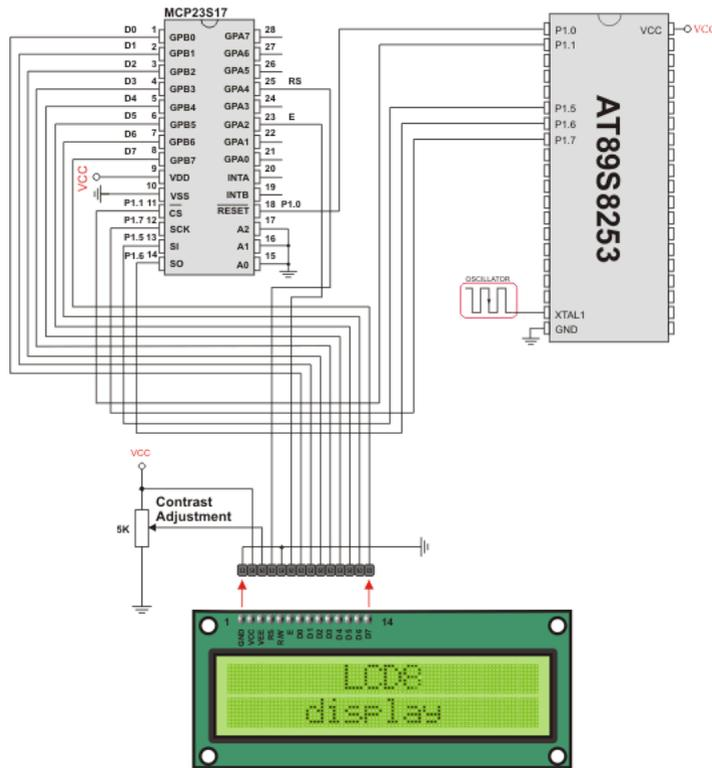 MCP23S17
D0 1 GPB0 GPA7 28
D1 2 GPB1 GPA6 27
D2 3 GPB2 GPA5 26
D3 4 GPB3 GPA4 25 RS
D4 5 GPB4 GPA3 24
D5 6 GPB5 GPA2 23 E
D6 7 GPB6 GPA1 22
D7 8 GPB7 GPA0 21
VCC 9 VDD INTA 20
10 VSS INTB 19
P1.1 11 CS RESET 18 P1.0
P1.7 12 SCK A2 17
P1.5 13 SI A1 16
P1.6 14 SO A0 15
P1.0 VCC VCC
P1.1
P1.5
P1.6
P1.7
AT89S8253
OSCILLATOR
XTAL1
GND
VCC
Contrast
Adjustment
5K
1 GND VCC VEE RS R/W E D0 D1 D2 D3 D4 D5 D6 D7 14
LCD8
display